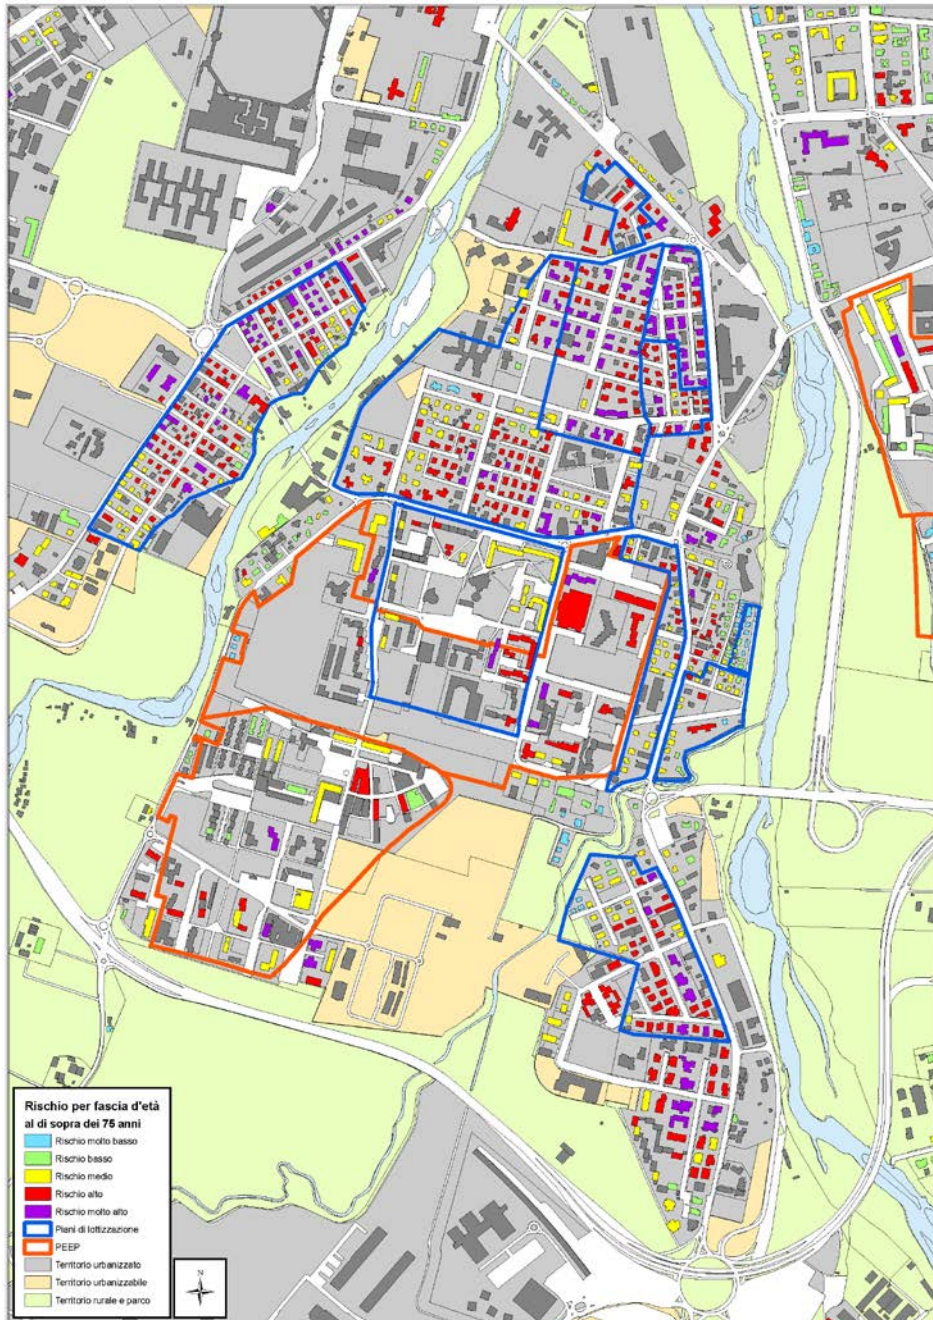 Rischio per fascia d'età
al di sopra dei 75 anni
Rischio molto basso
Rischio basso
Rischio medio
Rischio alto
Rischio molto alto
Piani di lottizzazione
PEEP
Territorio urbanizzato
Territorio urbanizzabile
Territorio rurale e parco
N